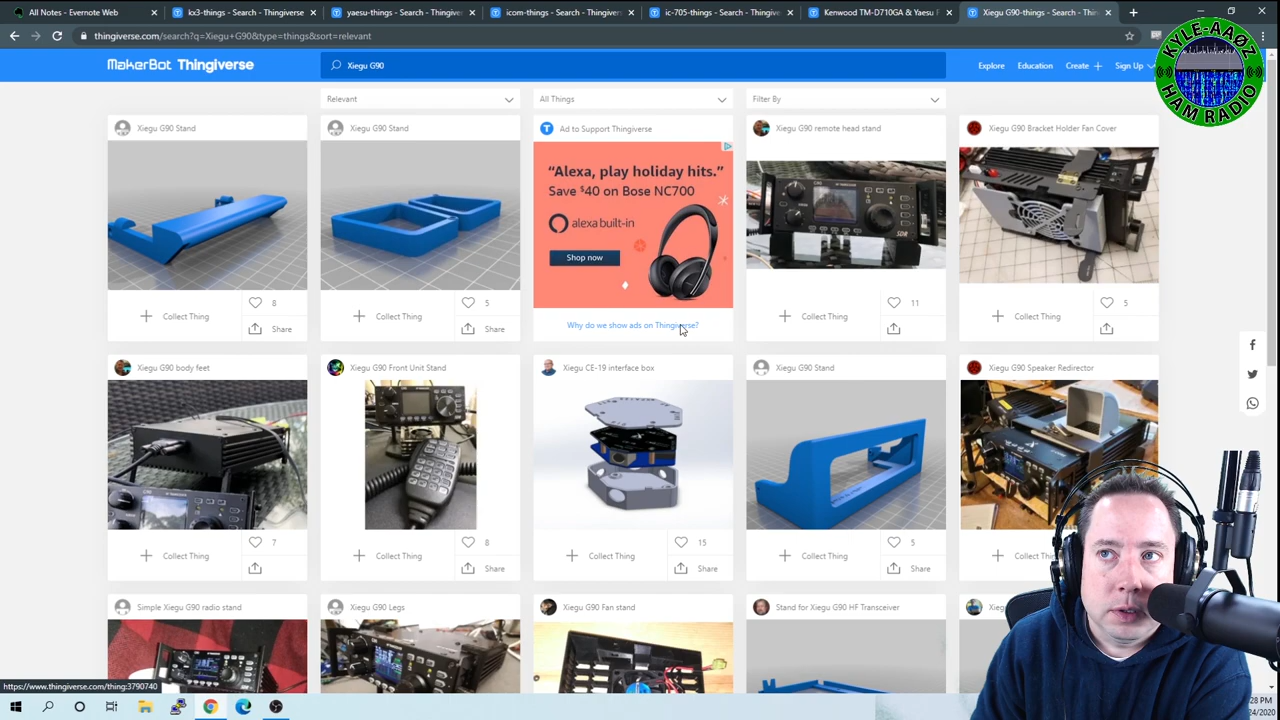 All Notes - Evernote Web
kx3-things - Search - Thingiverse
yaesu-things - Search - Thingiverse
icom-things - Search - Thingiverse
ic-705-things - Search - Thingiverse
Kenwood TM-D710GA & Yaesu F
Xiegu G90-things - Search - Thingiverse
thingiverse.com/search?q=Xiegu+G90&type=things&sort=relevant
MakerBot Thingiverse
Xiegu G90
Explore
Education
Create +
Sign Up
KYLE-AAØZ
HAM RADIO
Relevant
All Things
Filter By
Xiegu G90 Stand
Xiegu G90 Stand
Ad to Support Thingiverse
Xiegu G90 remote head stand
Xiegu G90 Bracket Holder Fan Cover
"Alexa, play holiday hits."
Save $40 on Bose NC700
alexa built-in
Shop now
Why do we show ads on Thingiverse?
Collect Thing
8
Share
Collect Thing
5
Share
Collect Thing
11
Collect Thing
5
Xiegu G90 body feet
Xiegu G90 Front Unit Stand
Xiegu CE-19 interface box
Xiegu G90 Stand
Xiegu G90 Speaker Redirector
Collect Thing
7
Collect Thing
8
Share
Collect Thing
15
Share
Collect Thing
5
Share
Simple Xiegu G90 radio stand
Xiegu G90 Legs
Xiegu G90 Fan stand
Stand for Xiegu G90 HF Transceiver
https://www.thingiverse.com/thing:3790740